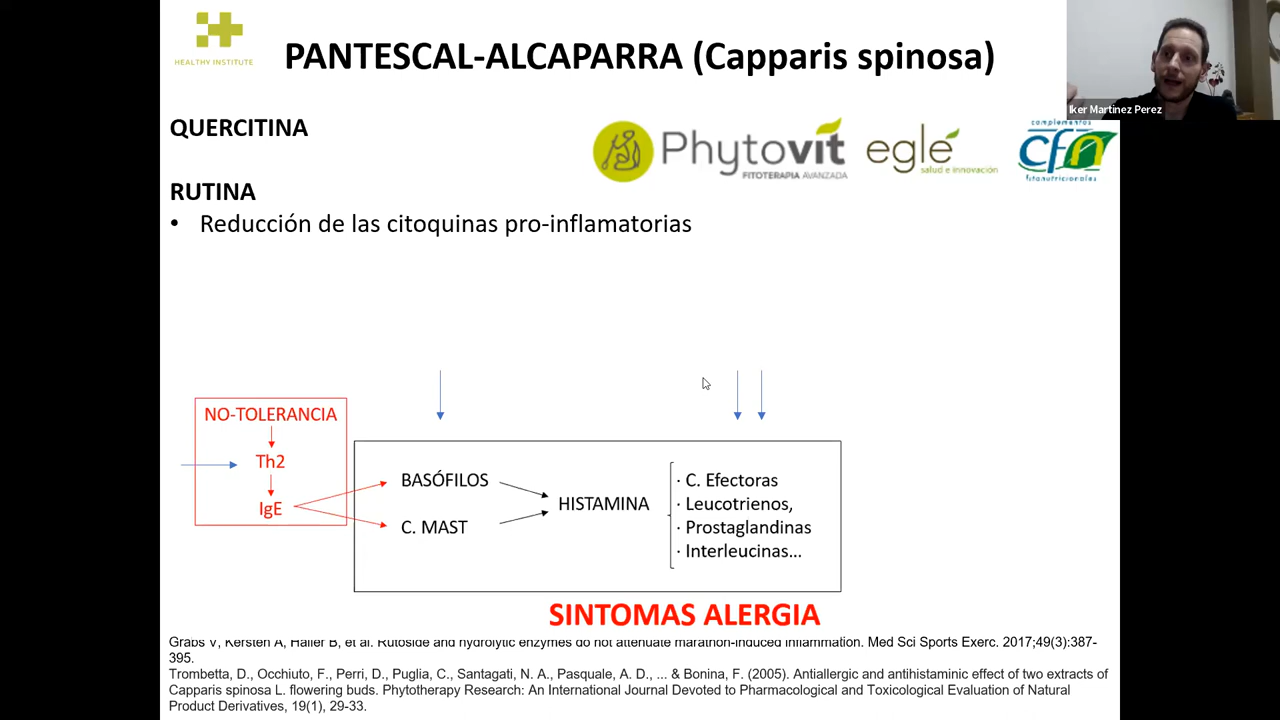 HEALTHY INSTITUTE
PANTESCAL-ALCAPARRA (Capparis spinosa)
Iker Martinez Perez
QUERCITINA
Phytovit
FITOTERAPIA AVANZADA
eglé
salud e innovación
complementos
cfn
fitonutricionales
RUTINA
• Reducción de las citoquinas pro-inflamatorias
NO-TOLERANCIA
Th2
IgE
BASÓFILOS
C. MAST
HISTAMINA
· C. Efectoras
· Leucotrienos,
· Prostaglandinas
· Interleucinas...
SINTOMAS ALERGIA
Grabs V, Kersten A, Haller B, et al. Rutoside and hydrolytic enzymes do not attenuate marathon-induced inflammation. Med Sci Sports Exerc. 2017;49(3):387-
395.
Trombetta, D., Occhiuto, F., Perri, D., Puglia, C., Santagati, N. A., Pasquale, A. D., ... & Bonina, F. (2005). Antiallergic and antihistaminic effect of two extracts of
Capparis spinosa L. flowering buds. Phytotherapy Research: An International Journal Devoted to Pharmacological and Toxicological Evaluation of Natural
Product Derivatives, 19(1), 29-33.